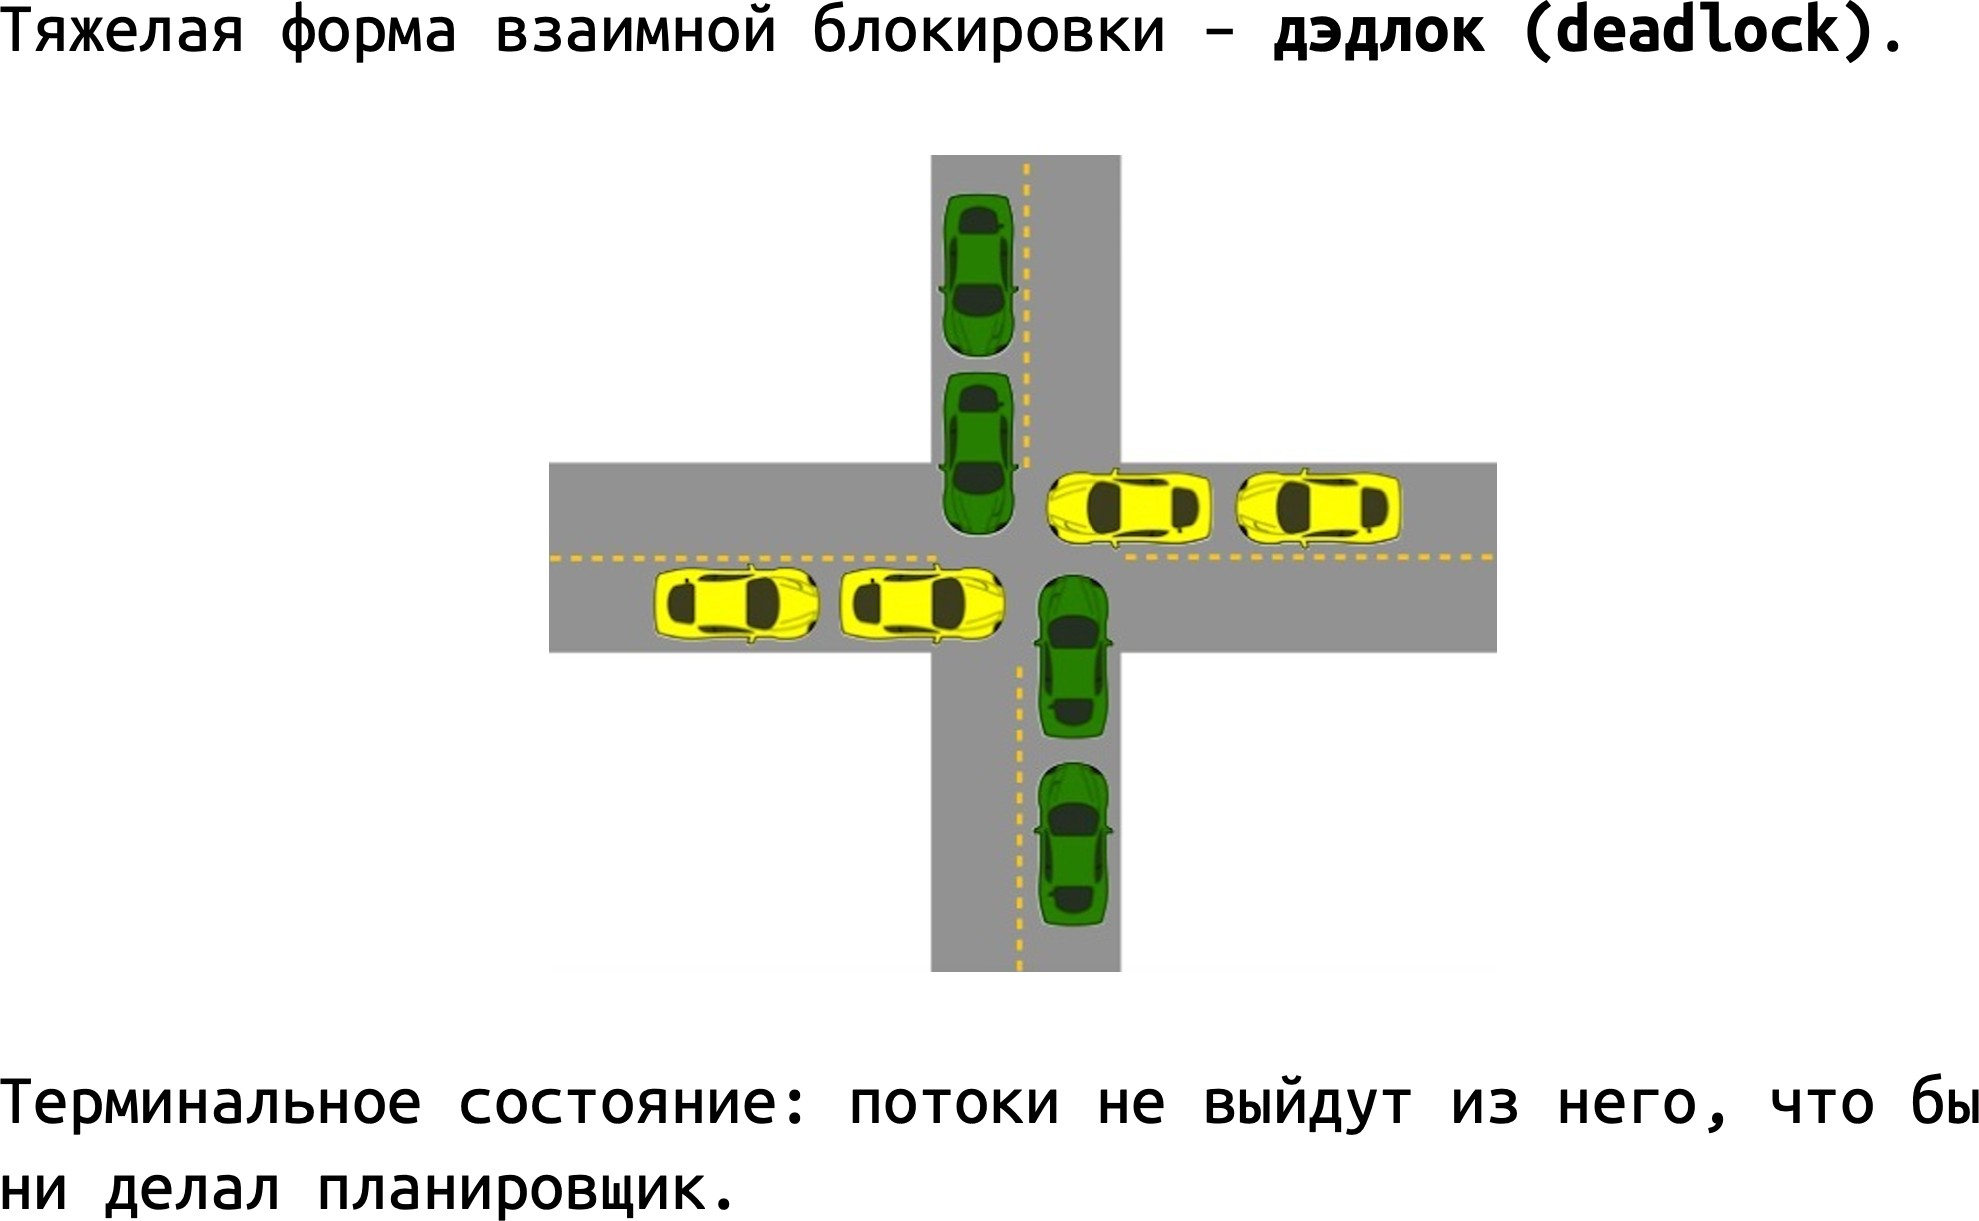 Тяжелая форма взаимной блокировки – дэдлок (deadlock).
Терминальное состояние: потоки не выйдут из него, что бы
ни делал планировщик.